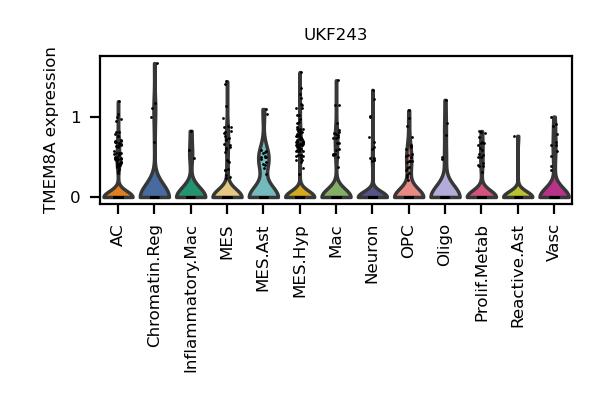 UKF243
TMEM8A expression
1
0
AC
Chromatin.Reg
Inflammatory.Mac
MES
MES.Ast
MES.Hyp
Mac
Neuron
OPC
Oligo
Prolif.Metab
Reactive.Ast
Vasc